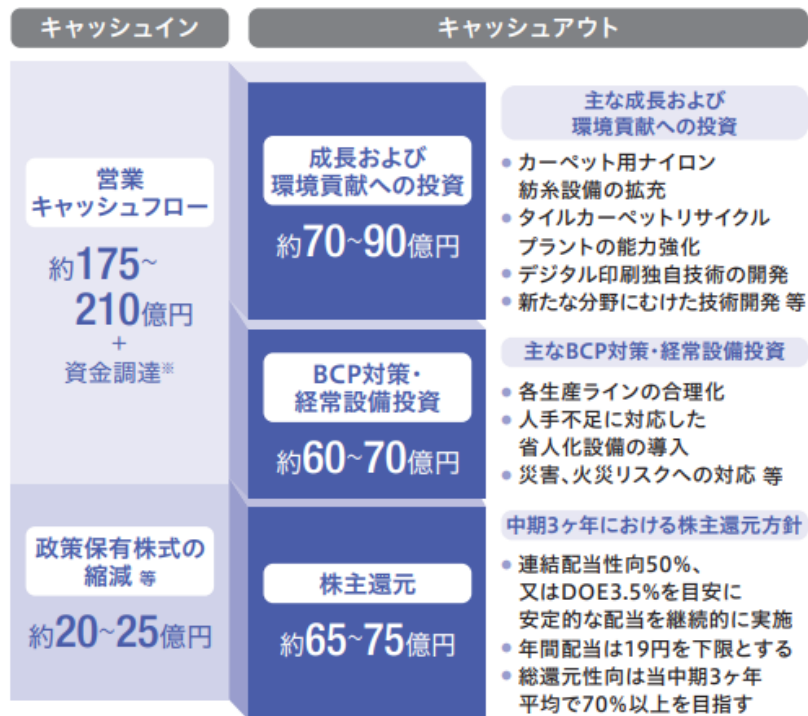 キャッシュイン
キャッシュアウト
営業
キャッシュフロー
約175~
210億円
+
資金調達※
政策保有株式の
縮減 等
約20~25億円
成長および
環境貢献への投資
約70~90億円
BCP対策・
経常設備投資
約60~70億円
株主還元
約65~75億円
主な成長および
環境貢献への投資
● カーペット用ナイロン
紡糸設備の拡充
● タイルカーペットリサイクル
プラントの能力強化
● デジタル印刷独自技術の開発
● 新たな分野にむけた技術開発 等
主なBCP対策・経常設備投資
● 各生産ラインの合理化
● 人手不足に対応した
省人化設備の導入
● 災害、火災リスクへの対応 等
中期3ヶ年における株主還元方針
● 連結配当性向50%、
又はDOE3.5%を目安に
安定的な配当を継続的に実施
● 年間配当は19円を下限とする
● 総還元性向は当中期3ヶ年
平均で70%以上を目指す